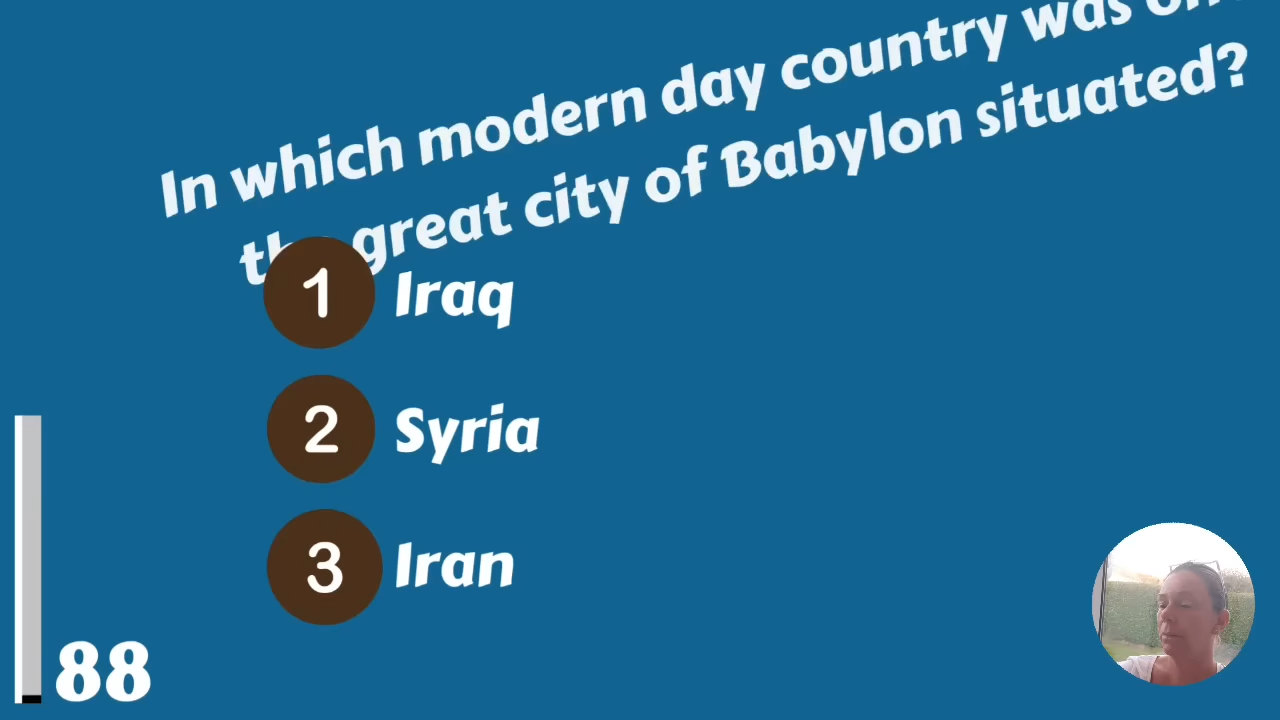 In which modern day country was
great city of Babylon situated?
1 Iraq
2 Syria
3 Iran
88